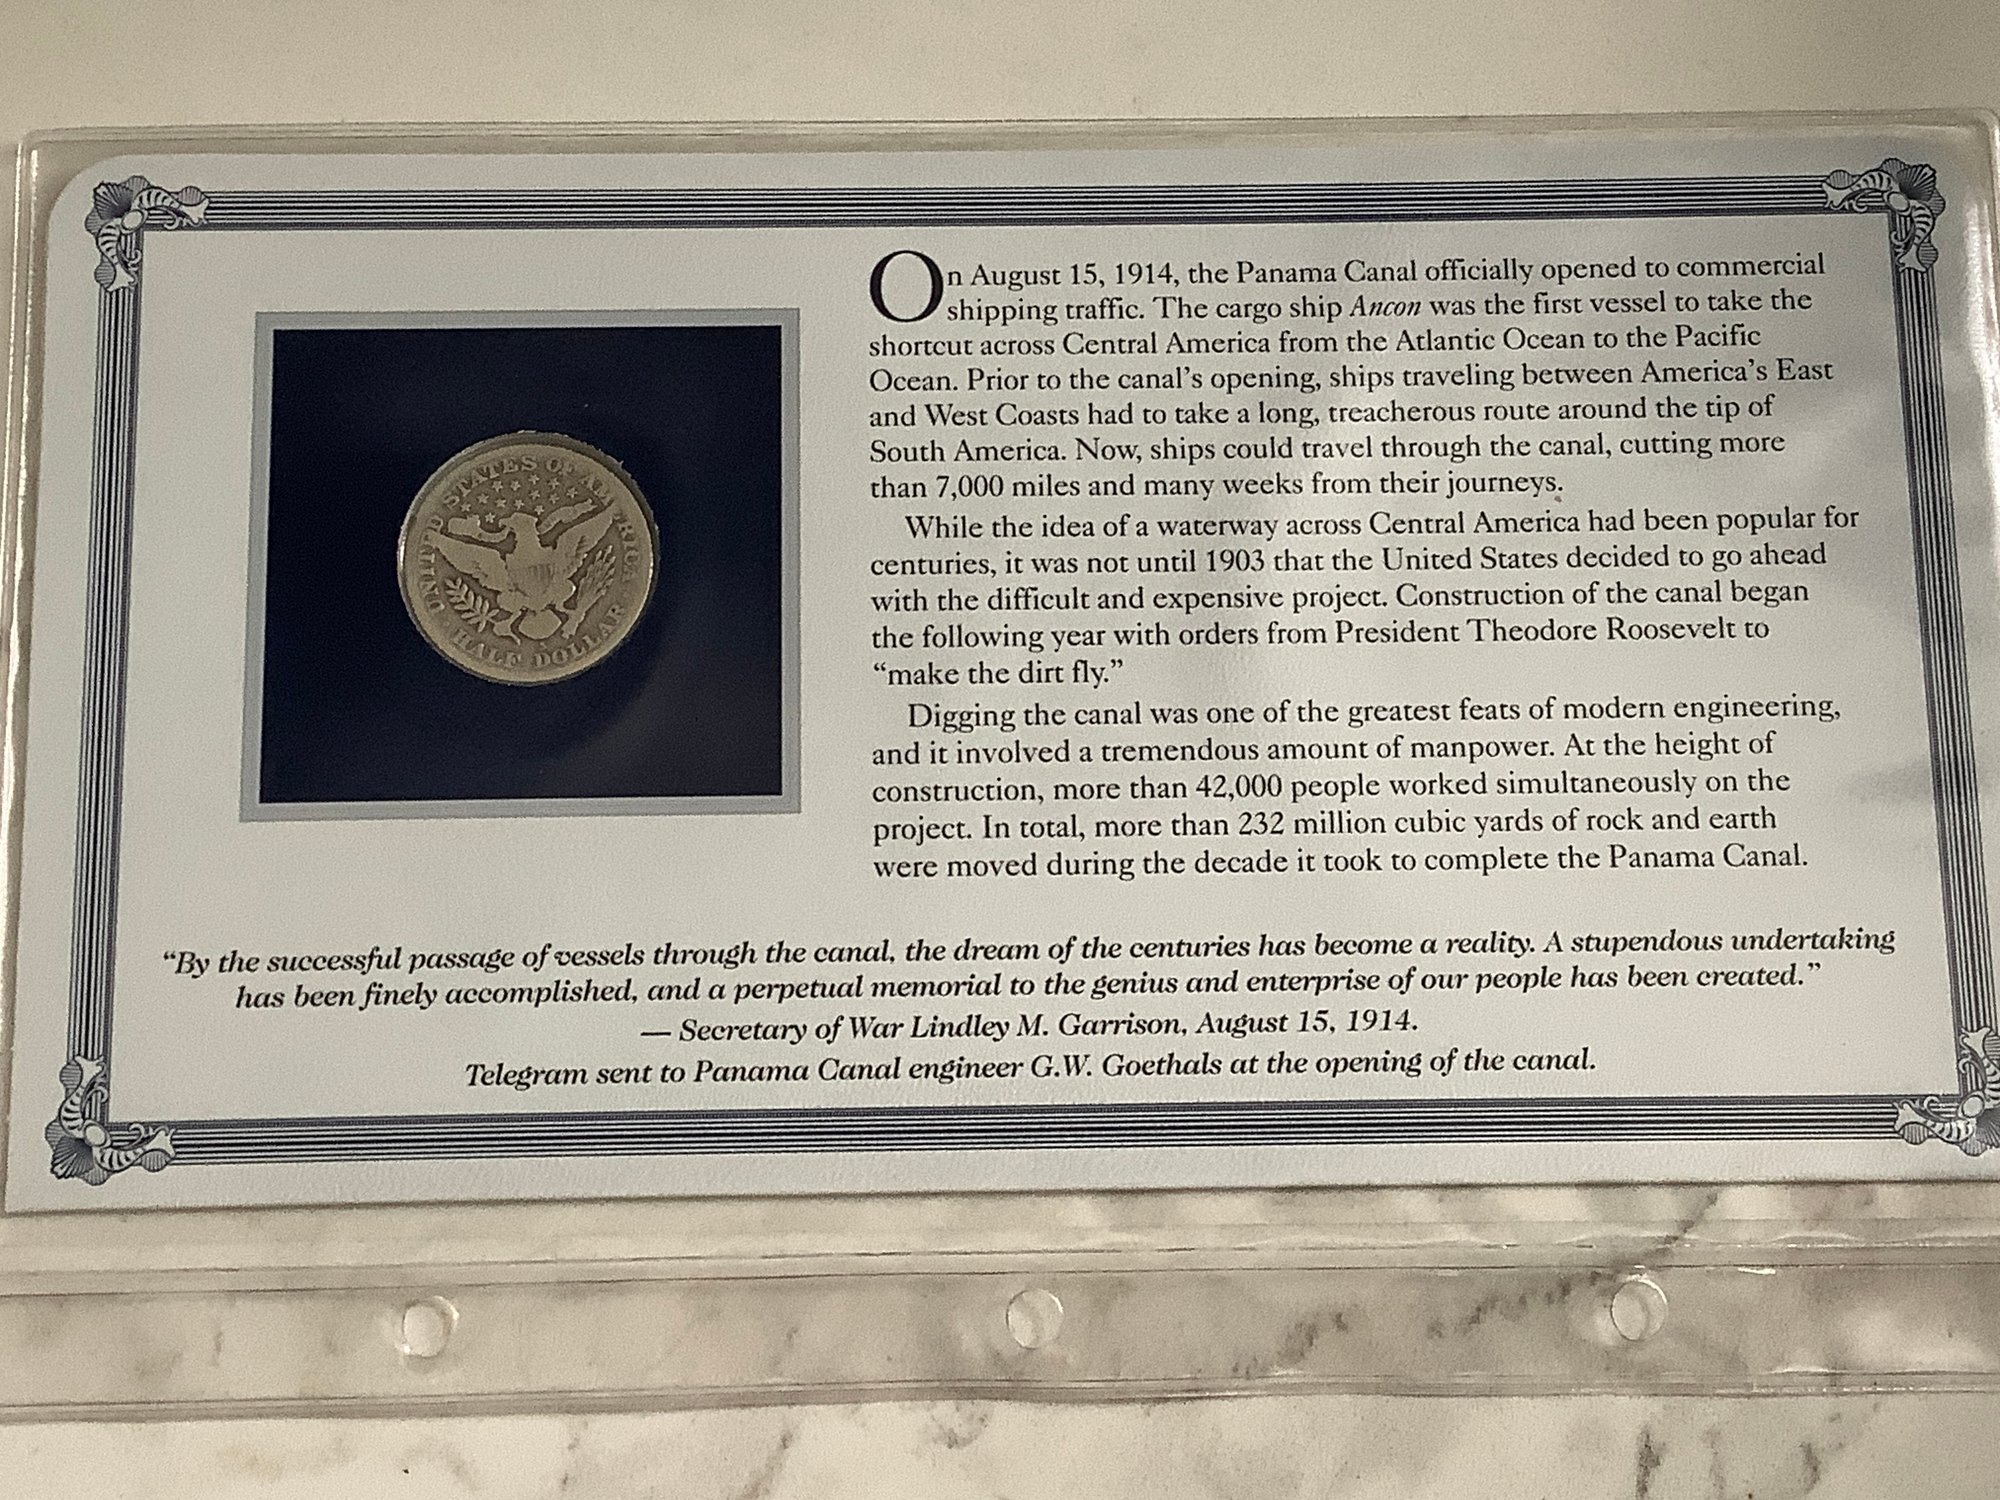 UNITED STATES OF AMERICA
HALF DOLLAR
On August 15, 1914, the Panama Canal officially opened to commercial
shipping traffic. The cargo ship Ancon was the first vessel to take the
shortcut across Central America from the Atlantic Ocean to the Pacific
Ocean. Prior to the canal's opening, ships traveling between America's East
and West Coasts had to take a long, treacherous route around the tip of
South America. Now, ships could travel through the canal, cutting more
than 7,000 miles and many weeks from their journeys.
While the idea of a waterway across Central America had been popular for
centuries, it was not until 1903 that the United States decided to go ahead
with the difficult and expensive project. Construction of the canal began
the following year with orders from President Theodore Roosevelt to
“make the dirt fly.”
Digging the canal was one of the greatest feats of modern engineering,
and it involved a tremendous amount of manpower. At the height of
construction, more than 42,000 people worked simultaneously on the
project. In total, more than 232 million cubic yards of rock and earth
were moved during the decade it took to complete the Panama Canal.
“By the successful passage of vessels through the canal, the dream of the centuries has become a reality. A stupendous undertaking
has been finely accomplished, and a perpetual memorial to the genius and enterprise of our people has been created.”
— Secretary of War Lindley M. Garrison, August 15, 1914.
Telegram sent to Panama Canal engineer G.W. Goethals at the opening of the canal.